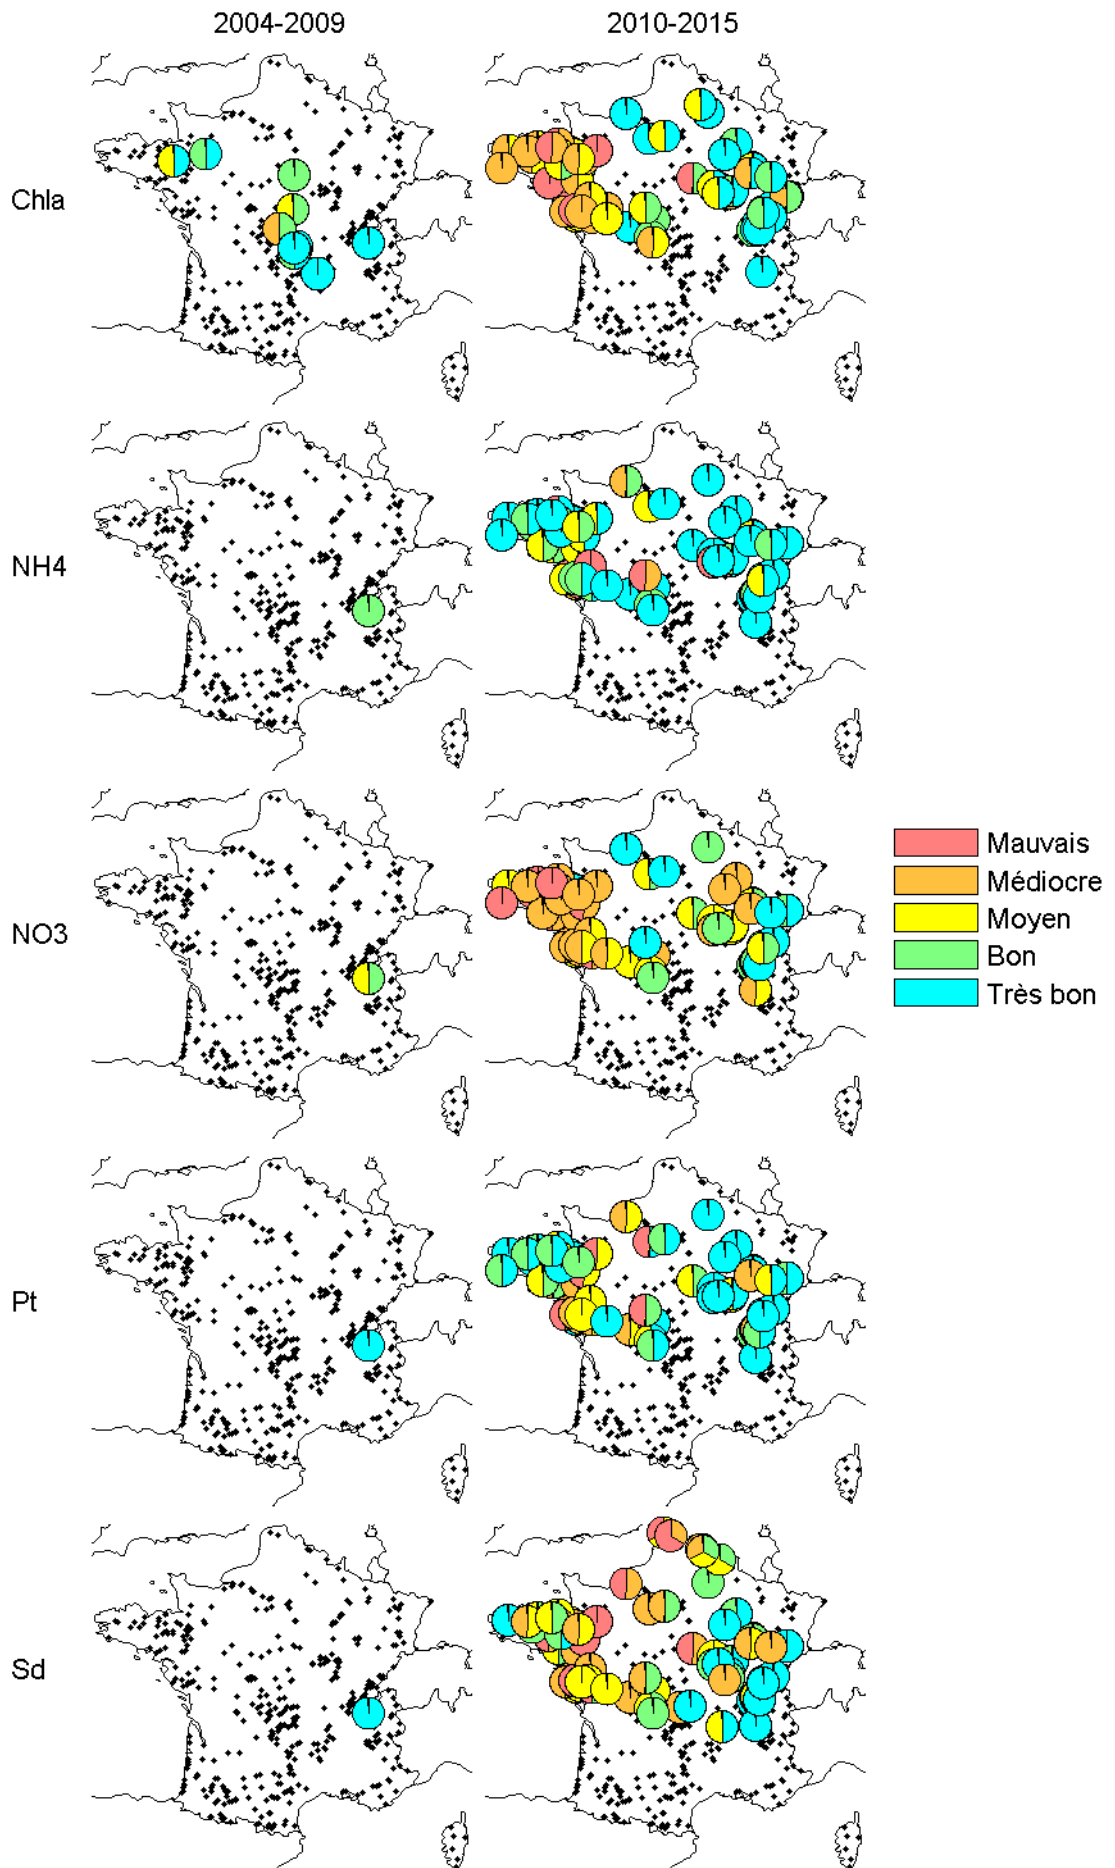 2004-2009
2010-2015
Chla
NH4
NO3
Pt
Sd
Mauvais
Médiocre
Moyen
Bon
Très bon